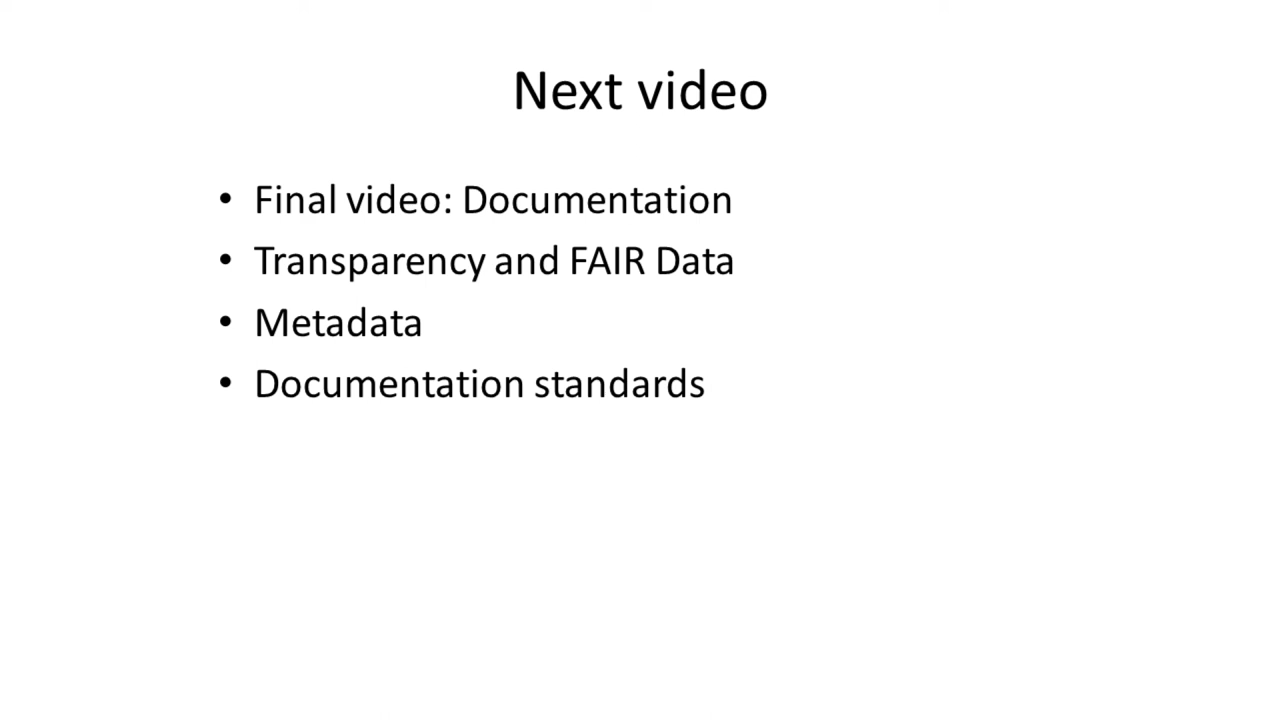 Next video
• Final video: Documentation
• Transparency and FAIR Data
• Metadata
• Documentation standards